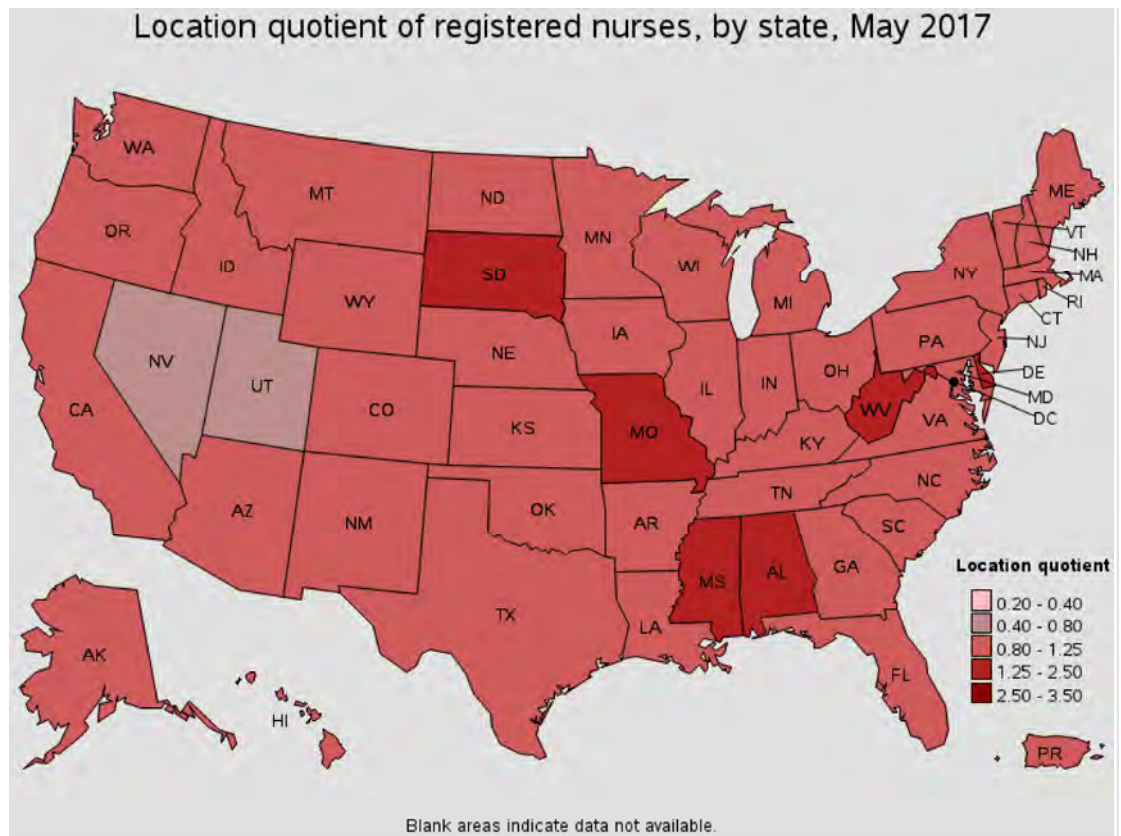 Location quotient of registered nurses, by state, May 2017
WA
MT
ND
MN
ME
OR
ID
SD
WI
VT
NH
NY
MA
WY
MI
RI
CT
IA
NE
PA
NJ
NV
UT
CO
IL
IN
OH
DE
MD
CA
KS
MO
WV
DC
VA
KY
AZ
NM
OK
AR
TN
NC
SC
MS
AL
GA
TX
LA
AK
FL
HI
PR
Location quotient
0.20 - 0.40
0.40 - 0.80
0.80 - 1.25
1.25 - 2.50
2.50 - 3.50
Blank areas indicate data not available.